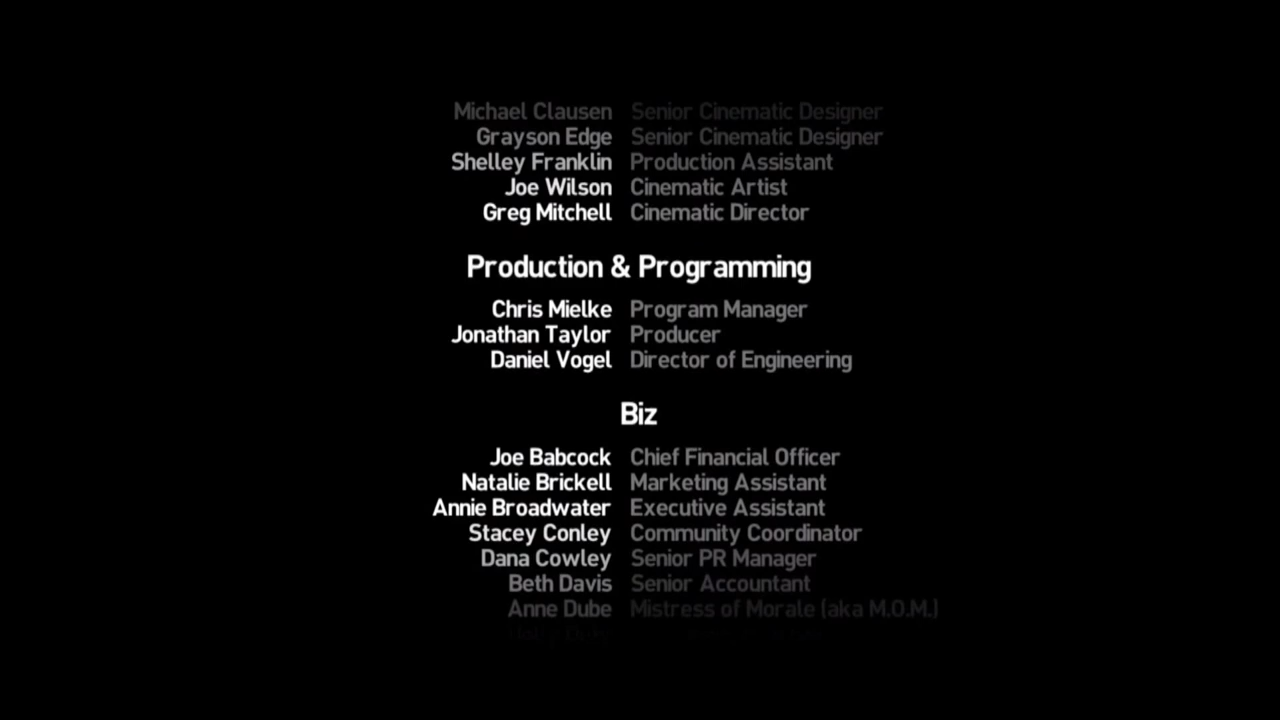 Michael Clausen Senior Cinematic Designer
Grayson Edge Senior Cinematic Designer
Shelley Franklin Production Assistant
Joe Wilson Cinematic Artist
Greg Mitchell Cinematic Director
Production & Programming
Chris Mielke Program Manager
Jonathan Taylor Producer
Daniel Vogel Director of Engineering
Biz
Joe Babcock Chief Financial Officer
Natalie Brickell Marketing Assistant
Annie Broadwater Executive Assistant
Stacey Conley Community Coordinator
Dana Cowley Senior PR Manager
Beth Davis Senior Accountant
Anne Dube Mistress of Morale (aka M.O.M.)